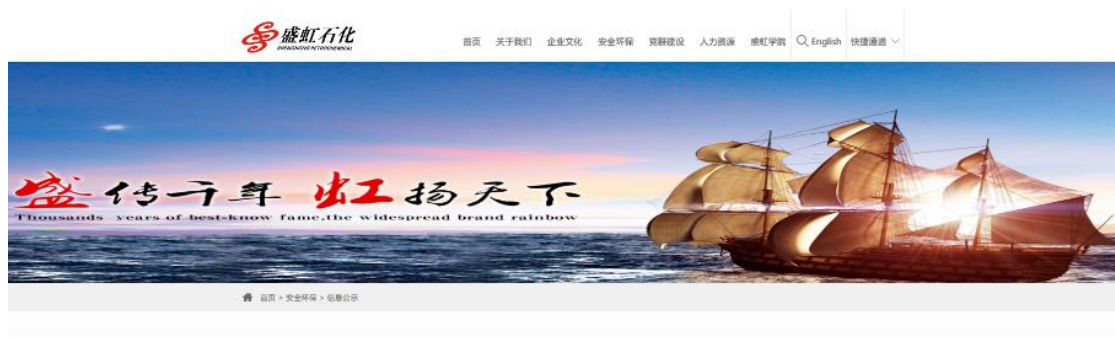 盛虹石化
SHENGHONG PETROCHEMICAL
首页 关于我们 企业文化 安全环保 党群建设 人力资源 盛虹学院 English 快捷通道
盛传千年 虹扬天下
Thousands years of best-know fame,the widespread brand rainbow
首页 > 安全环保 > 信息公示